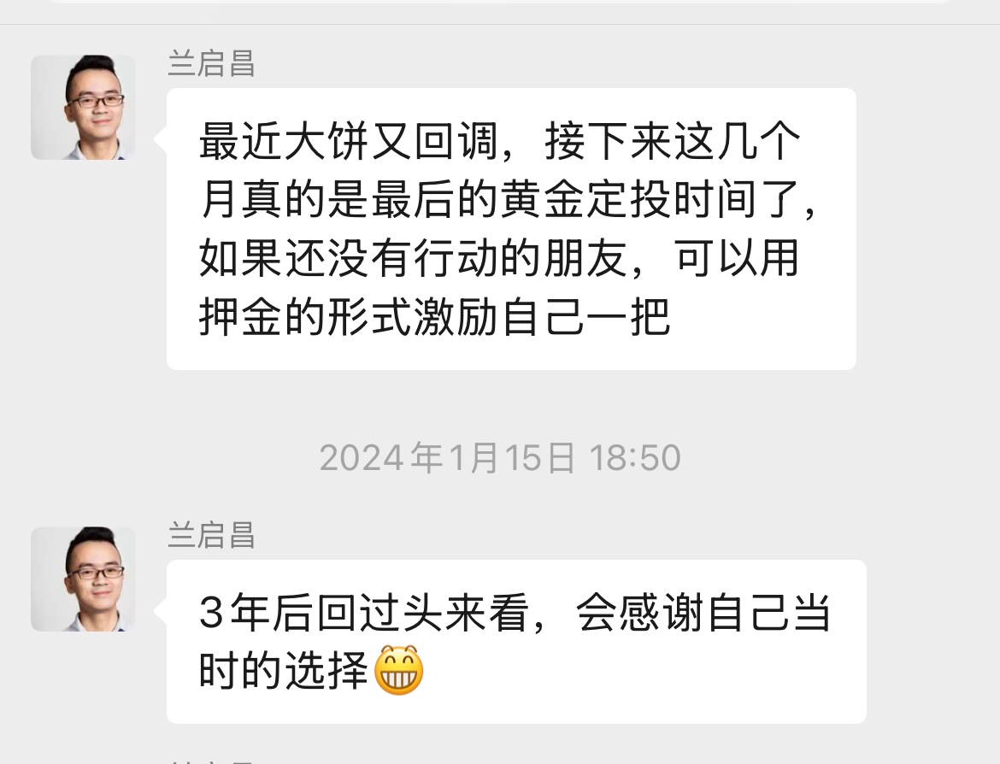 兰启昌
最近大饼又回调，接下来这几个
月真的是最后的黄金定投时间了，
如果还没有行动的朋友，可以用
押金的形式激励自己一把
2024年1月15日 18:50
兰启昌
3年后回过头来看，会感谢自己当
时的选择😁